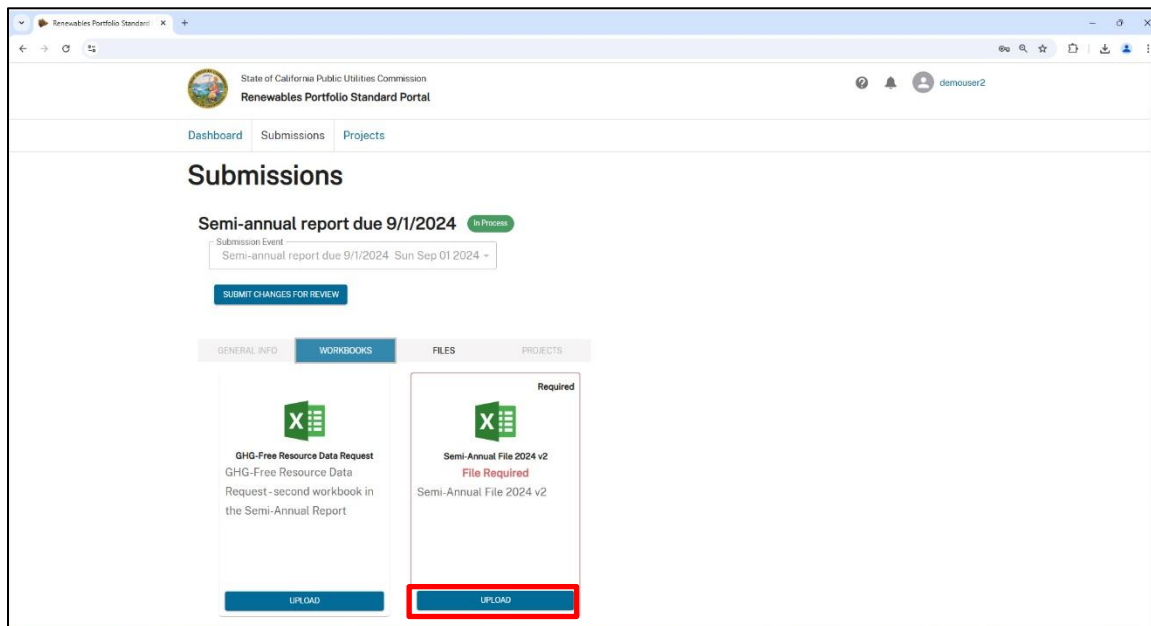 Renewables Portfolio Standard
State of California Public Utilities Commission
Renewables Portfolio Standard Portal
demouser2
Dashboard Submissions Projects
Submissions
Semi-annual report due 9/1/2024 In Process
Submission Event
Semi-annual report due 9/1/2024 Sun Sep 01 2024
SUBMIT CHANGES FOR REVIEW
GENERAL INFO WORKBOOKS FILES PROJECTS
GHG-Free Resource Data Request
GHG-Free Resource Data
Request - second workbook in
the Semi-Annual Report
UPLOAD
Required
Semi-Annual File 2024 v2
File Required
Semi-Annual File 2024 v2
UPLOAD